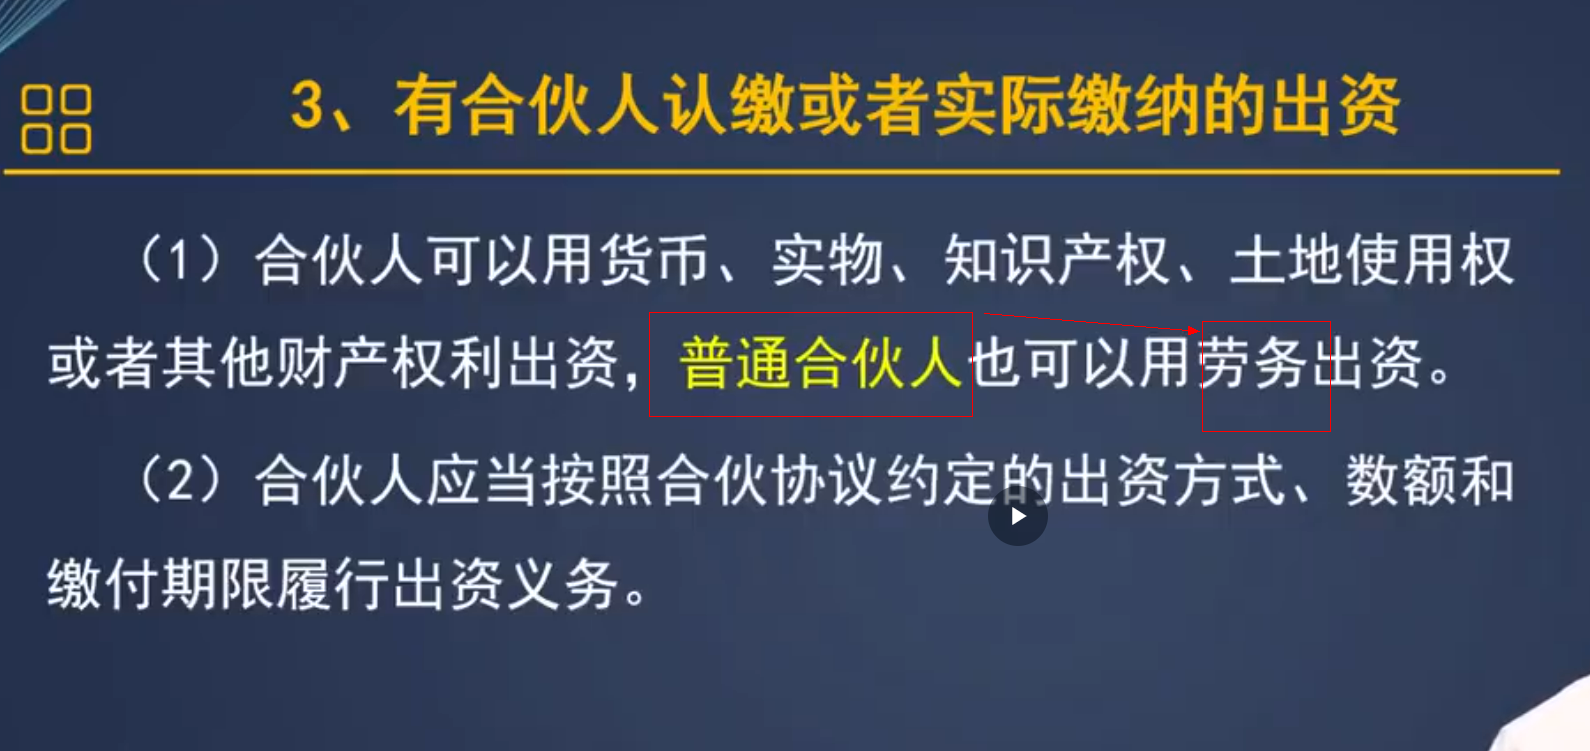 3、有合伙人认缴或者实际缴纳的出资
（1）合伙人可以用货币、实物、知识产权、土地使用权
或者其他财产权利出资，普通合伙人也可以用劳务出资。
（2）合伙人应当按照合伙协议约定的出资方式、数额和
缴付期限履行出资义务。